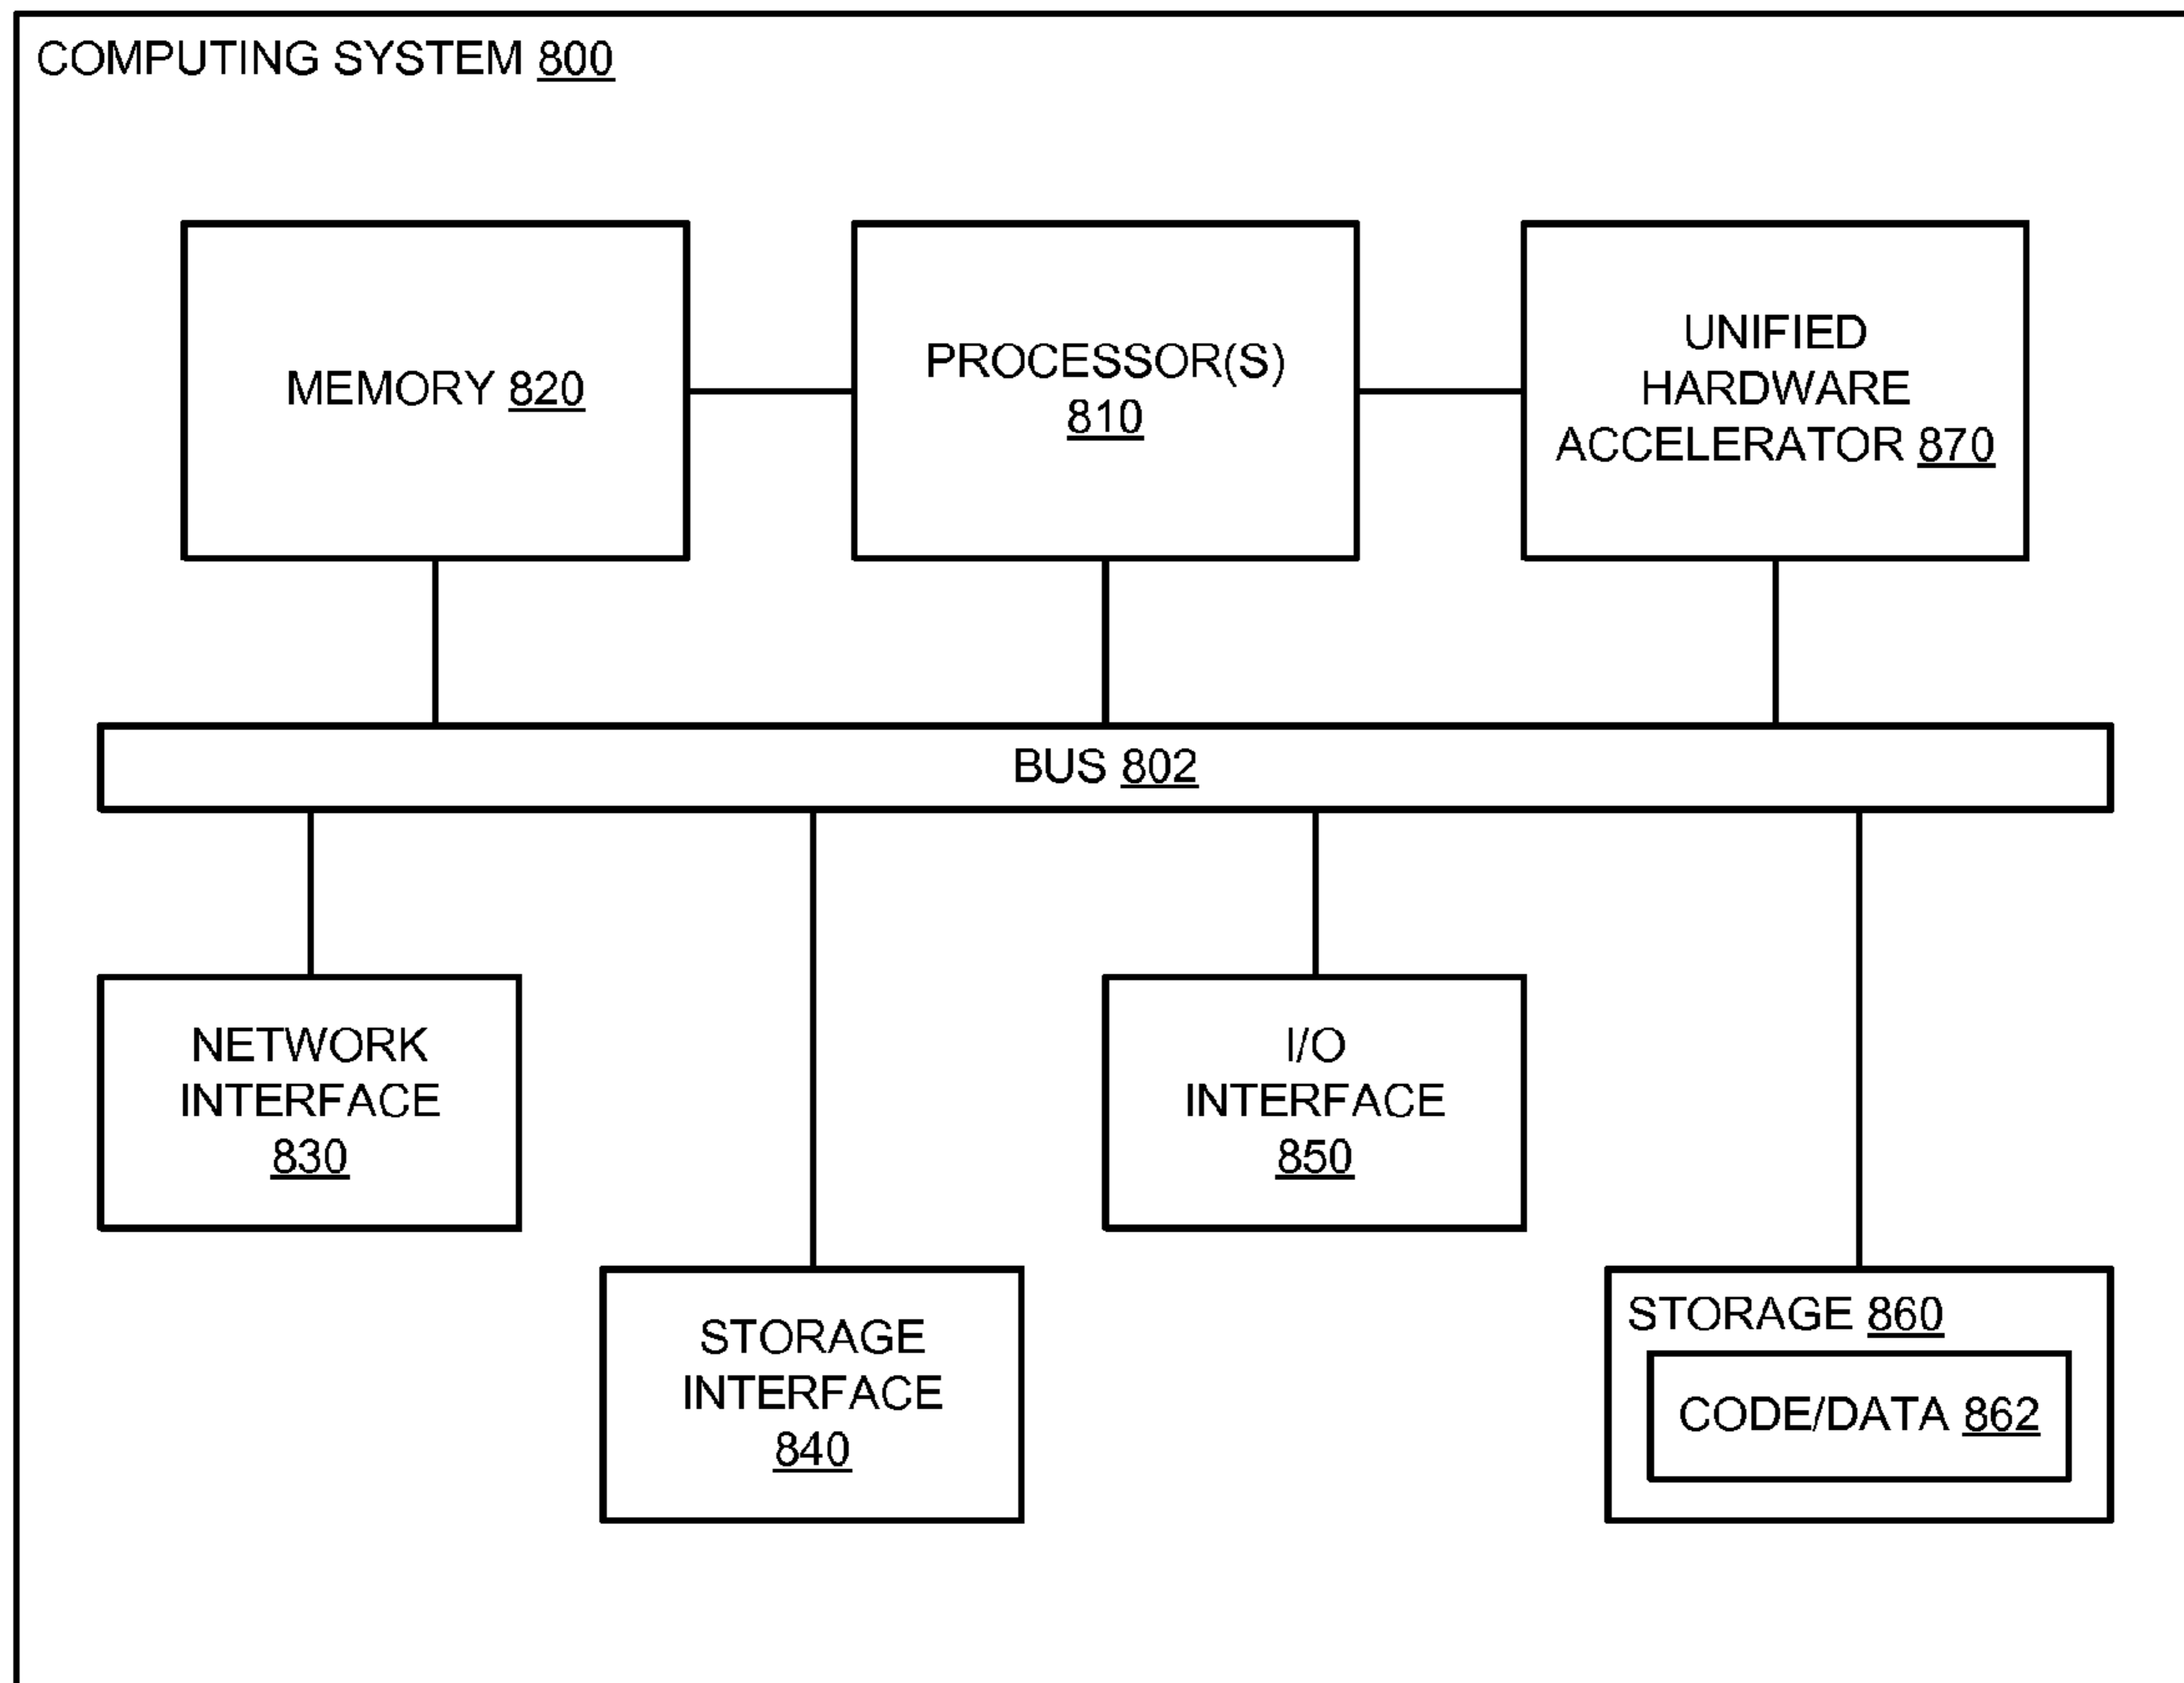 COMPUTING SYSTEM 800
MEMORY 820
PROCESSOR(S)
810
UNIFIED
HARDWARE
ACCELERATOR 870
BUS 802
NETWORK
INTERFACE
830
I/O
INTERFACE
850
STORAGE
INTERFACE
840
STORAGE 860
CODE/DATA 862